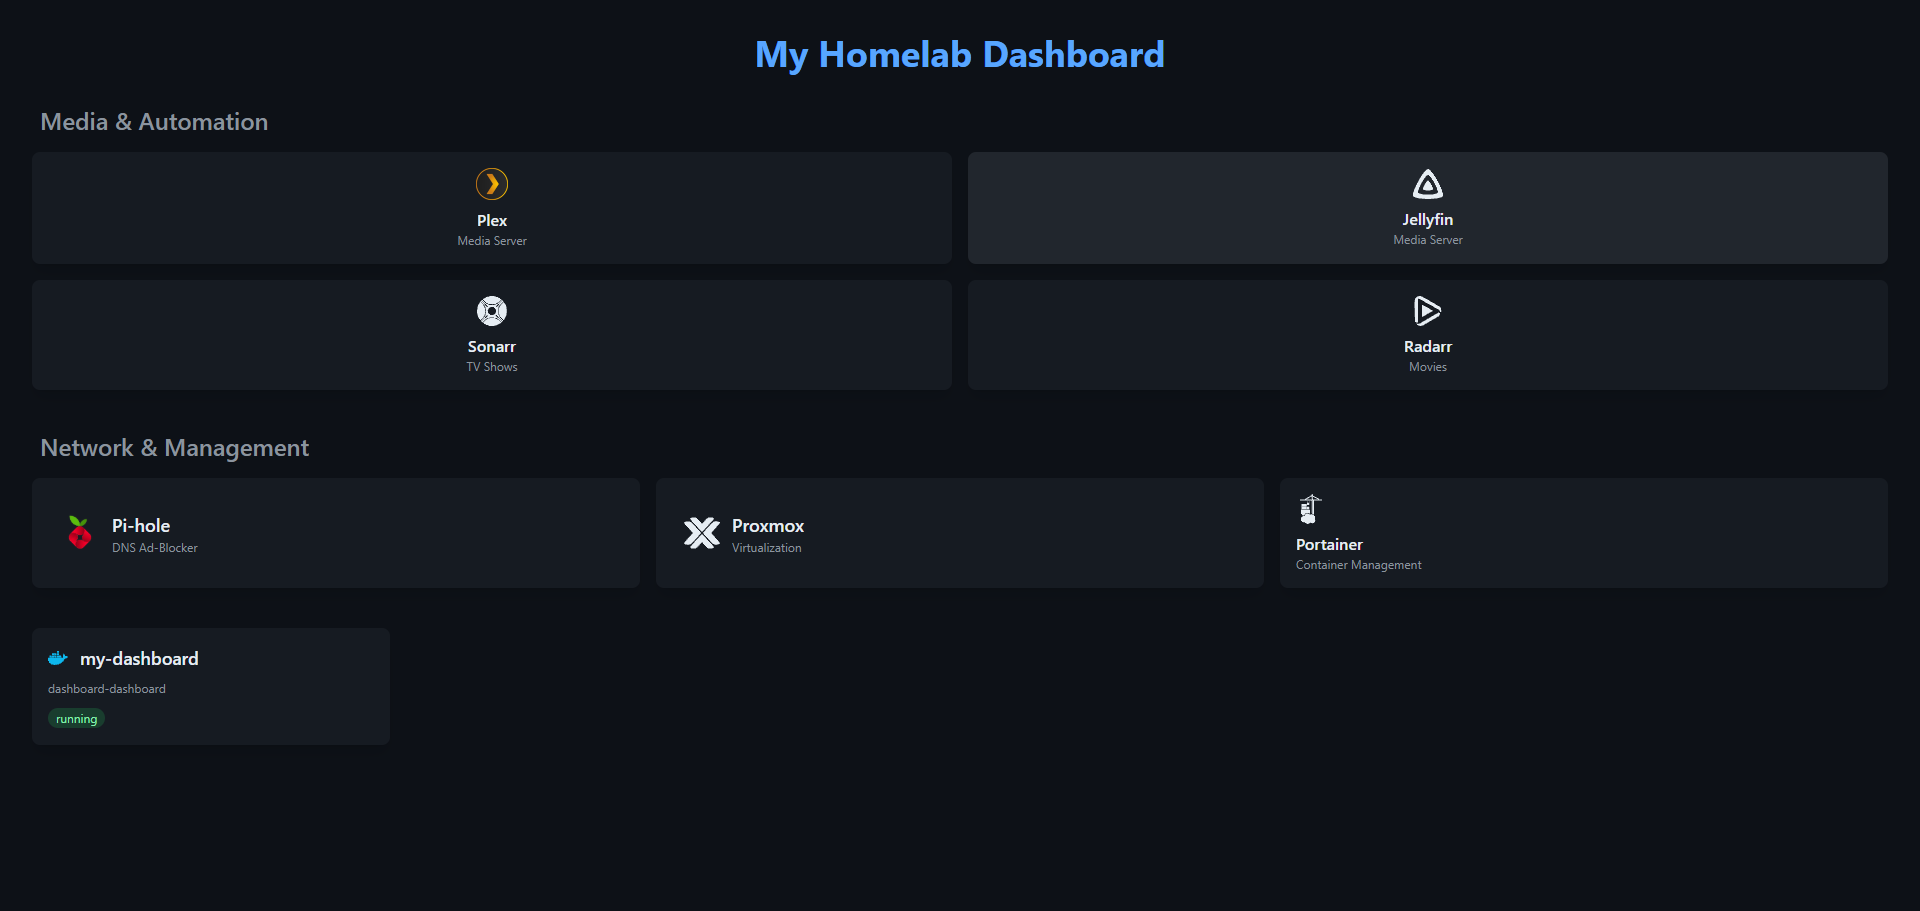 My Homelab Dashboard
Media & Automation
Plex
Media Server
Jellyfin
Media Server
Sonarr
TV Shows
Radarr
Movies
Network & Management
Pi-hole
DNS Ad-Blocker
Proxmox
Virtualization
Portainer
Container Management
my-dashboard
dashboard-dashboard
running